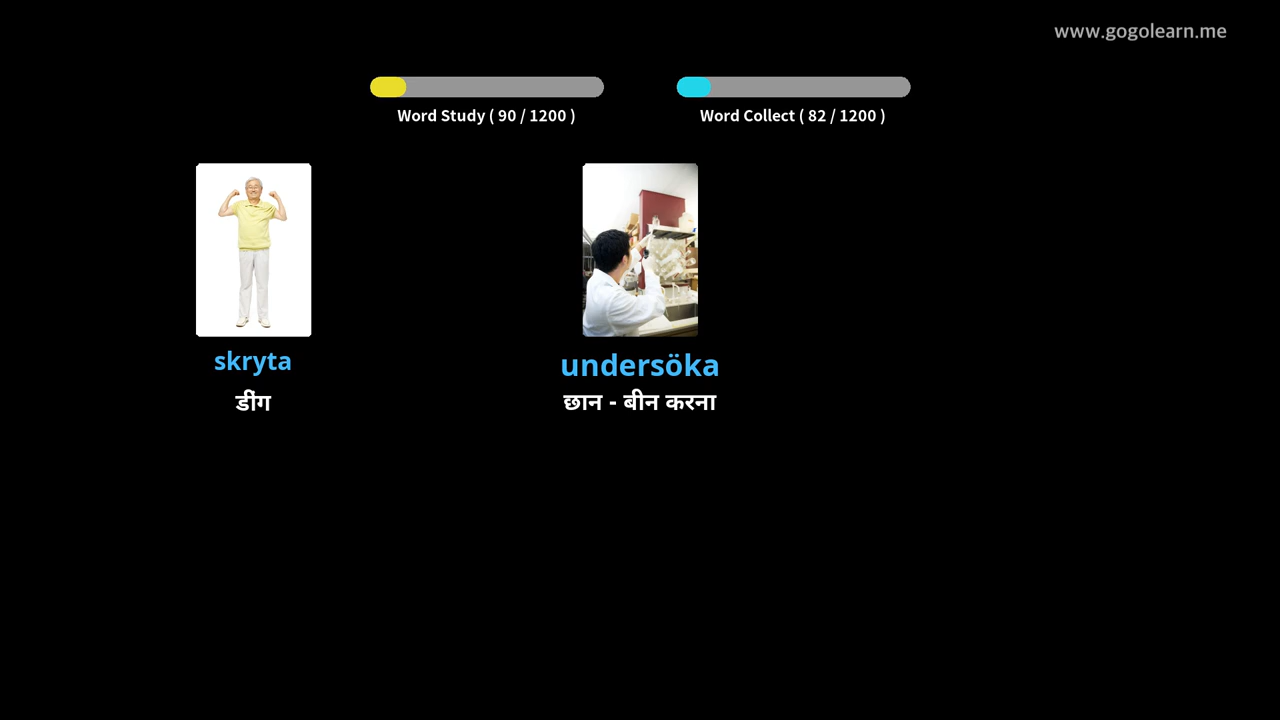 www.gogolearn.me
Word Study ( 90 / 1200 )
Word Collect ( 82 / 1200 )
skryta
डींग
undersöka
छान - बीन करना